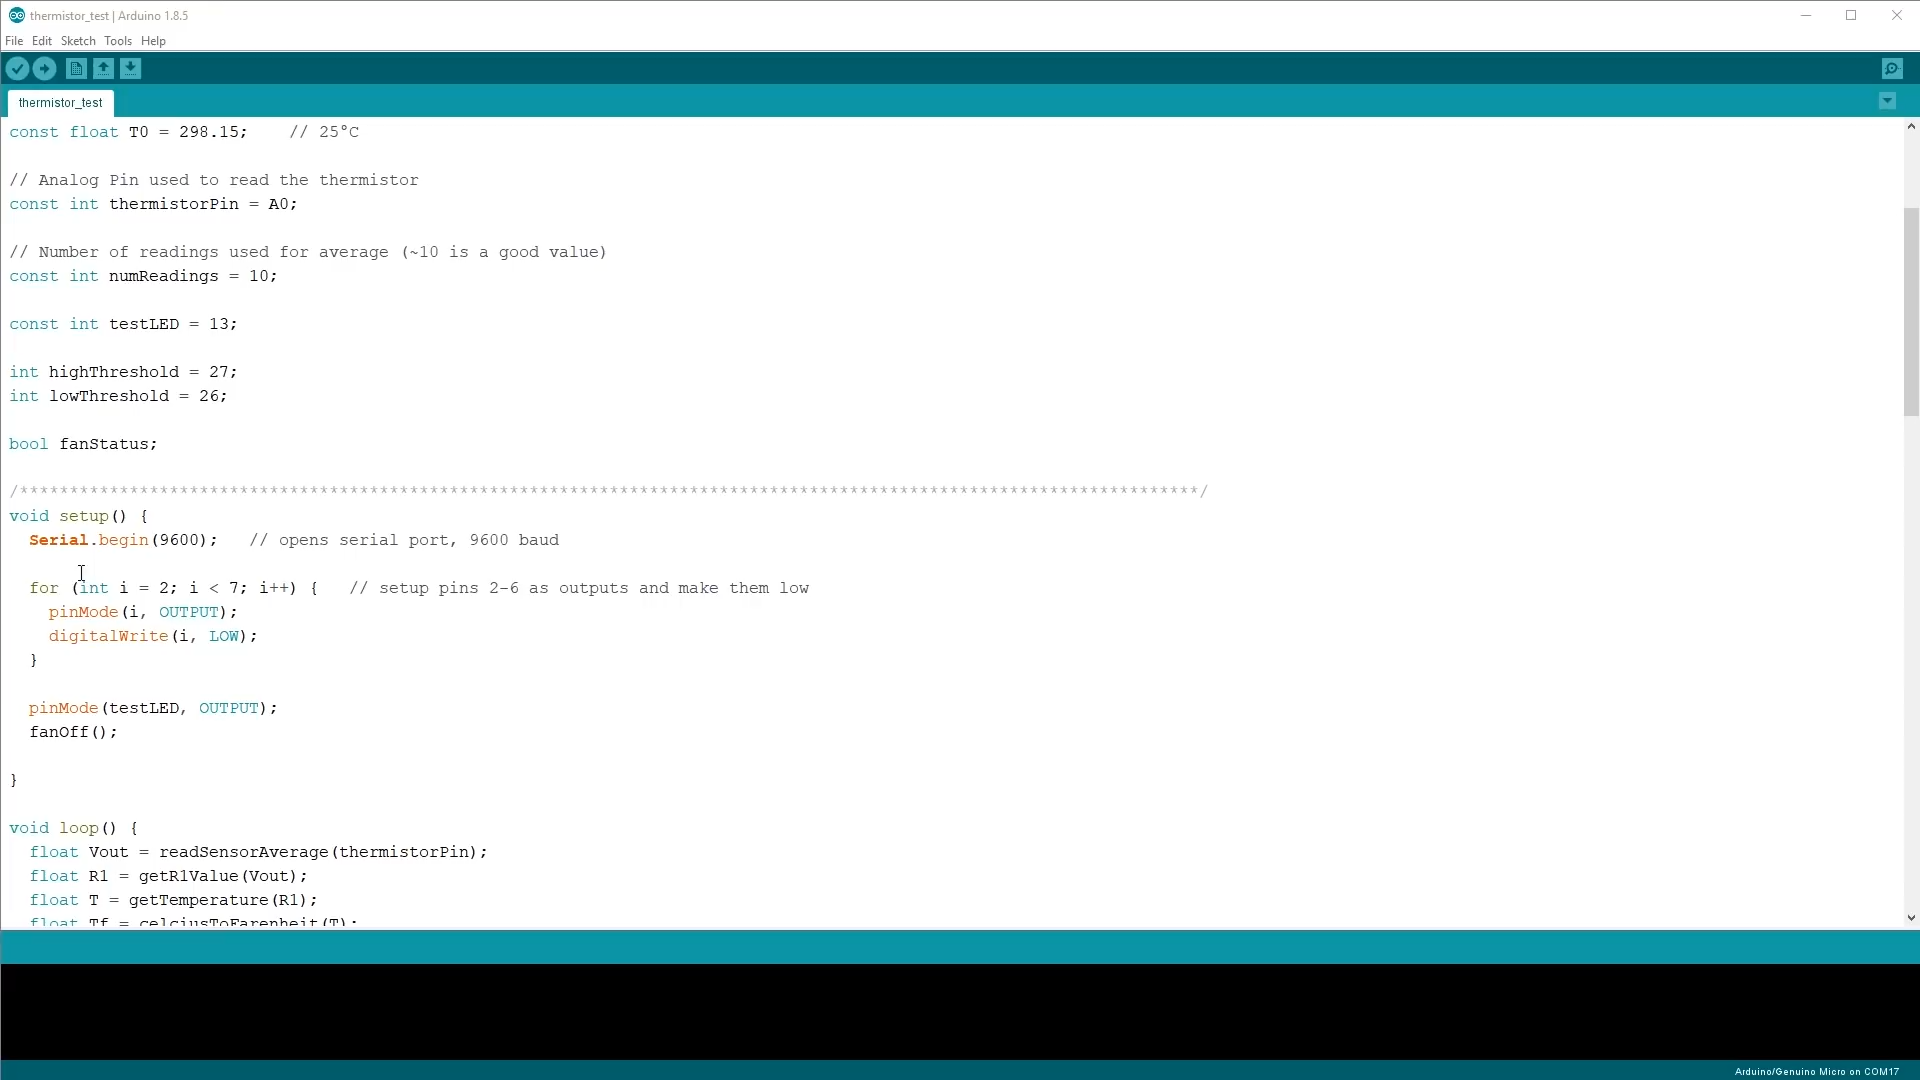 thermistor_test | Arduino 1.8.5
File Edit Sketch Tools Help
thermistor_test
const float T0 = 298.15;    // 25°C
// Analog Pin used to read the thermistor
const int thermistorPin = A0;
// Number of readings used for average (~10 is a good value)
const int numReadings = 10;
const int testLED = 13;
int highThreshold = 27;
int lowThreshold = 26;
bool fanStatus;
/**********************************************************************************************************************/
void setup() {
  Serial.begin(9600);   // opens serial port, 9600 baud
  for (int i = 2; i < 7; i++) {   // setup pins 2-6 as outputs and make them low
    pinMode(i, OUTPUT);
    digitalWrite(i, LOW);
  }
  pinMode(testLED, OUTPUT);
  fanOff();
}
void loop() {
  float Vout = readSensorAverage(thermistorPin);
  float R1 = getR1Value(Vout);
  float T = getTemperature(R1);
  float Tf = celciusToFarenheit(T);
Arduino/Genuino Micro on COM17